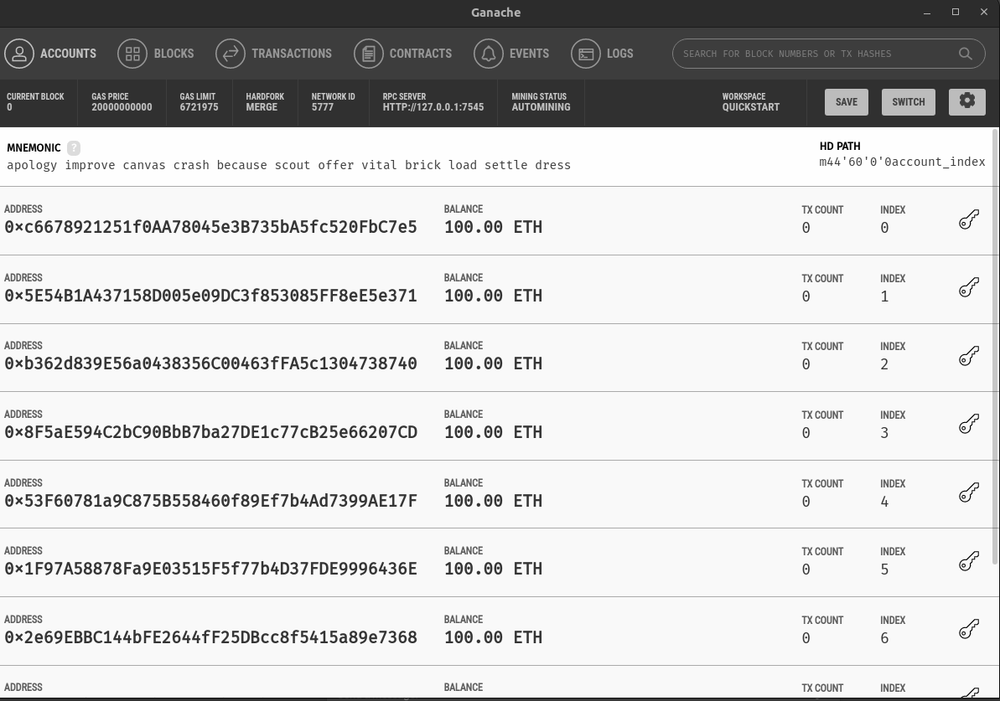 Ganache
ACCOUNTS BLOCKS TRANSACTIONS CONTRACTS EVENTS LOGS SEARCH FOR BLOCK NUMBERS OR TX HASHES
CURRENT BLOCK GAS PRICE GAS LIMIT HARDFORK NETWORK ID RPC SERVER MINING STATUS WORKSPACE
0 20000000000 6721975 MERGE 5777 HTTP://127.0.0.1:7545 AUTOMINING QUICKSTART SAVE SWITCH
MNEMONIC ? HD PATH
apology improve canvas crash because scout offer vital brick load settle dress m44'60'0'0account_index
ADDRESS BALANCE TX COUNT INDEX
0×c6678921251f0AA78045e3B735bA5fc520FbC7e5 100.00 ETH 0 0
ADDRESS BALANCE TX COUNT INDEX
0×5E54B1A437158D005e09DC3f853085FF8eE5e371 100.00 ETH 0 1
ADDRESS BALANCE TX COUNT INDEX
0×b362d839E56a0438356C00463fFA5c1304738740 100.00 ETH 0 2
ADDRESS BALANCE TX COUNT INDEX
0×8F5aE594C2bC90BbB7ba27DE1c77cB25e66207CD 100.00 ETH 0 3
ADDRESS BALANCE TX COUNT INDEX
0×53F60781a9C875B558460f89Ef7b4Ad7399AE17F 100.00 ETH 0 4
ADDRESS BALANCE TX COUNT INDEX
0×1F97A58878Fa9E03515F5f77b4D37FDE9996436E 100.00 ETH 0 5
ADDRESS BALANCE TX COUNT INDEX
0×2e69EBBC144bFE2644fF25DBcc8f5415a89e7368 100.00 ETH 0 6
ADDRESS BALANCE TX COUNT INDEX